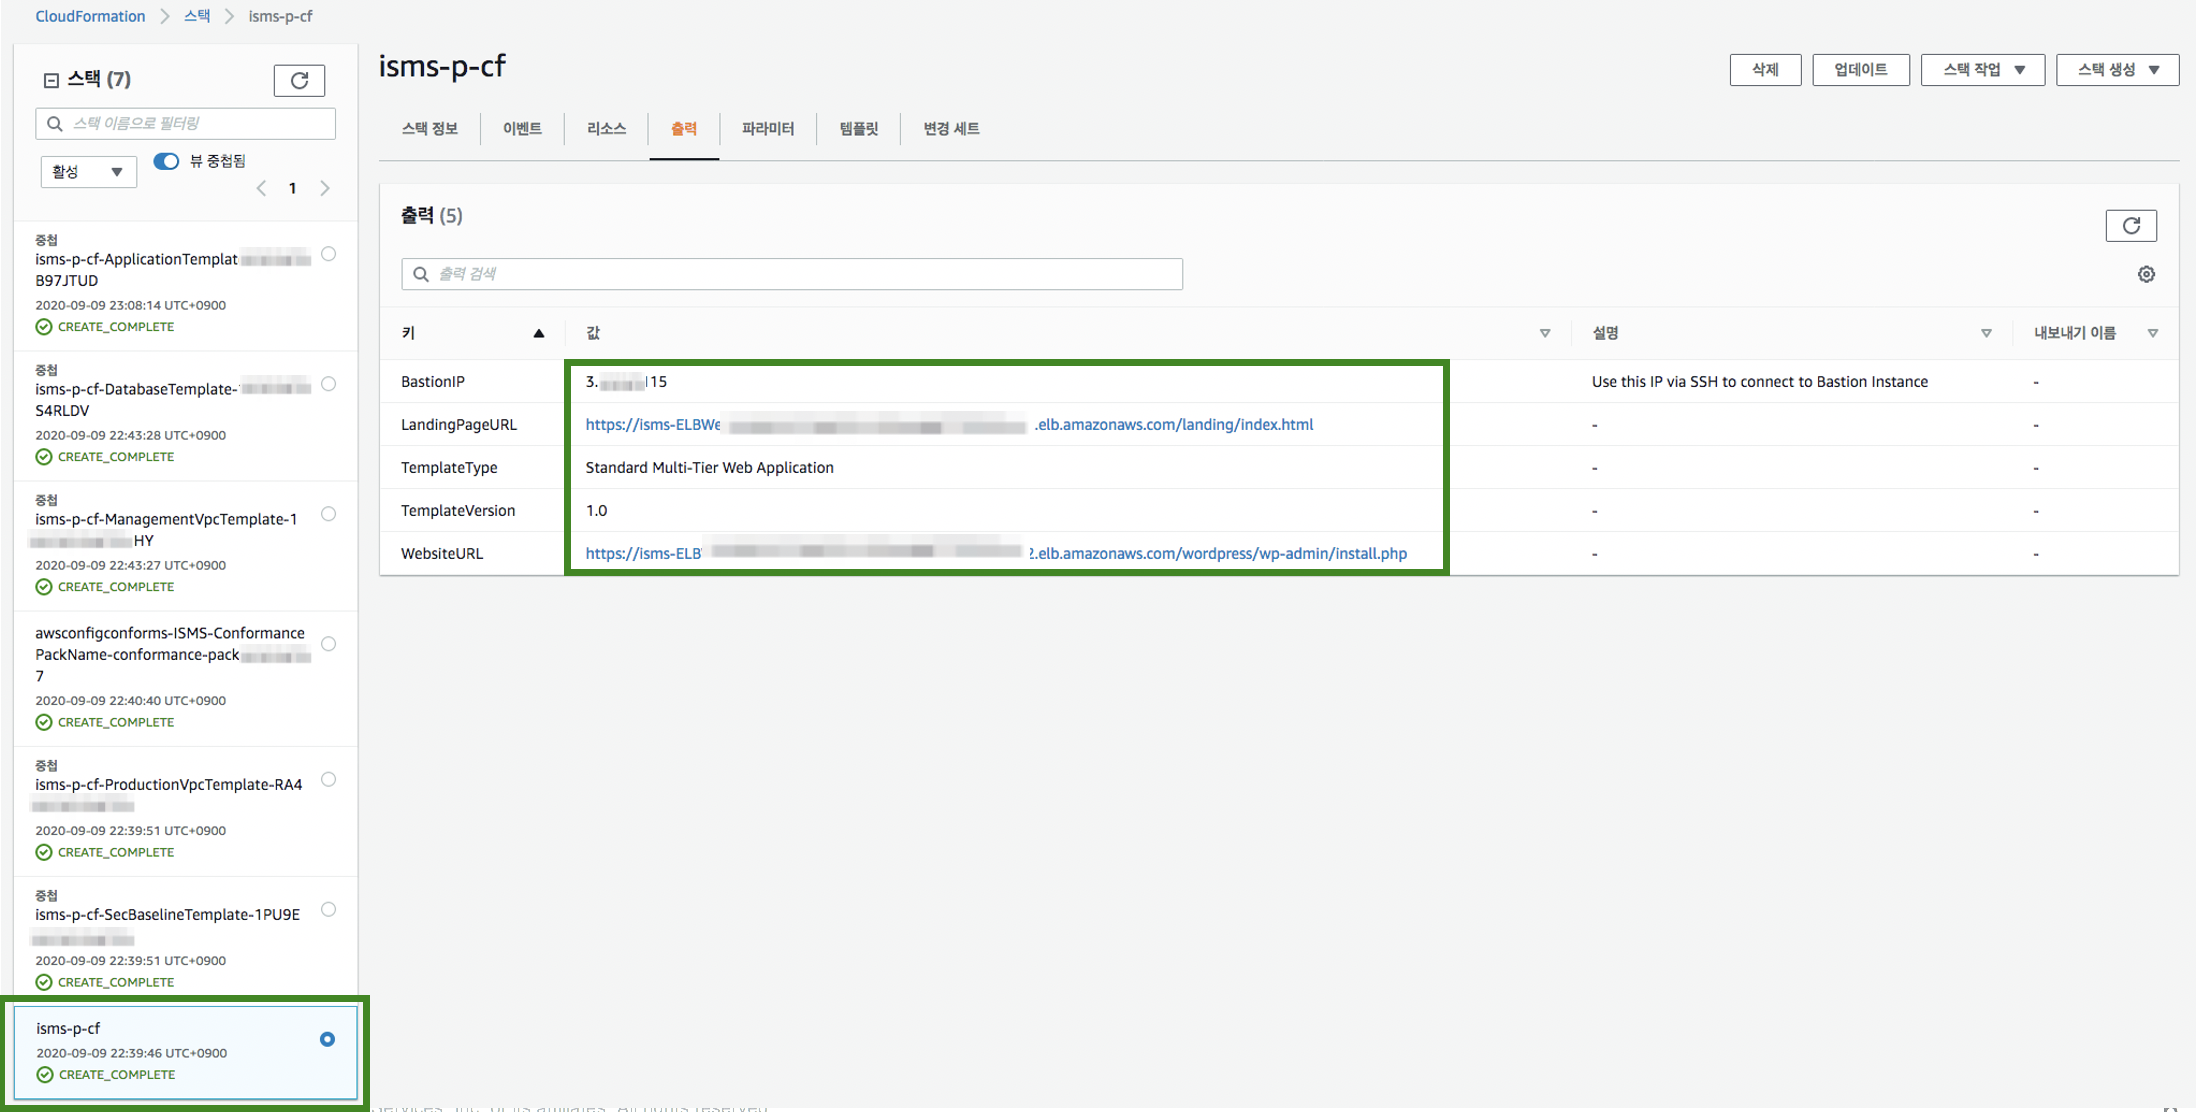 CloudFormation > 스택 > isms-p-cf
스택 (7)
스택 이름으로 필터링
활성
뷰 중첩됨
1
중첩
isms-p-cf-ApplicationTemplat
B97JTUD
2020-09-09 23:08:14 UTC+0900
CREATE_COMPLETE
중첩
isms-p-cf-DatabaseTemplate-
S4RLDV
2020-09-09 22:43:28 UTC+0900
CREATE_COMPLETE
중첩
isms-p-cf-ManagementVpcTemplate-1
HY
2020-09-09 22:43:27 UTC+0900
CREATE_COMPLETE
awsconfigconforms-ISMS-Conformance
PackName-conformance-pack
7
2020-09-09 22:40:40 UTC+0900
CREATE_COMPLETE
중첩
isms-p-cf-ProductionVpcTemplate-RA4
2020-09-09 22:39:51 UTC+0900
CREATE_COMPLETE
중첩
isms-p-cf-SecBaselineTemplate-1PU9E
2020-09-09 22:39:51 UTC+0900
CREATE_COMPLETE
isms-p-cf
2020-09-09 22:39:46 UTC+0900
CREATE_COMPLETE
isms-p-cf
삭제 업데이트 스택 작업 스택 생성
스택 정보 이벤트 리소스 출력 파라미터 템플릿 변경 세트
출력 (5)
출력 검색
키 값 설명 내보내기 이름
BastionIP 3. 15 Use this IP via SSH to connect to Bastion Instance -
LandingPageURL https://isms-ELBWe .elb.amazonaws.com/landing/index.html - -
TemplateType Standard Multi-Tier Web Application - -
TemplateVersion 1.0 - -
WebsiteURL https://isms-ELB 2.elb.amazonaws.com/wordpress/wp-admin/install.php - -